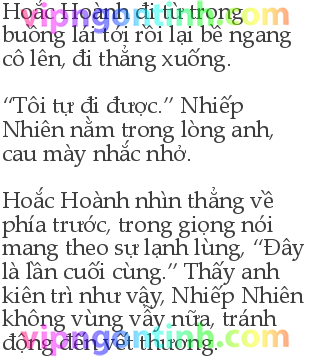 Hoắc Hoành đi từ trong
buồng lái tới rồi lại bế ngang
cô lên, đi thẳng xuống.
“Tôi tự đi được.” Nhiếp
Nhiên nằm trong lòng anh,
cau mày nhắc nhở.
Hoắc Hoành nhìn thẳng về
phía trước, trong giọng nói
mang theo sự lạnh lùng, “Đây
là lần cuối cùng.” Thấy anh
kiên trì như vậy, Nhiếp Nhiên
không vùng vẫy nữa, tránh
động đến vết thương.
vipngontinh.com
vipngontinh.com